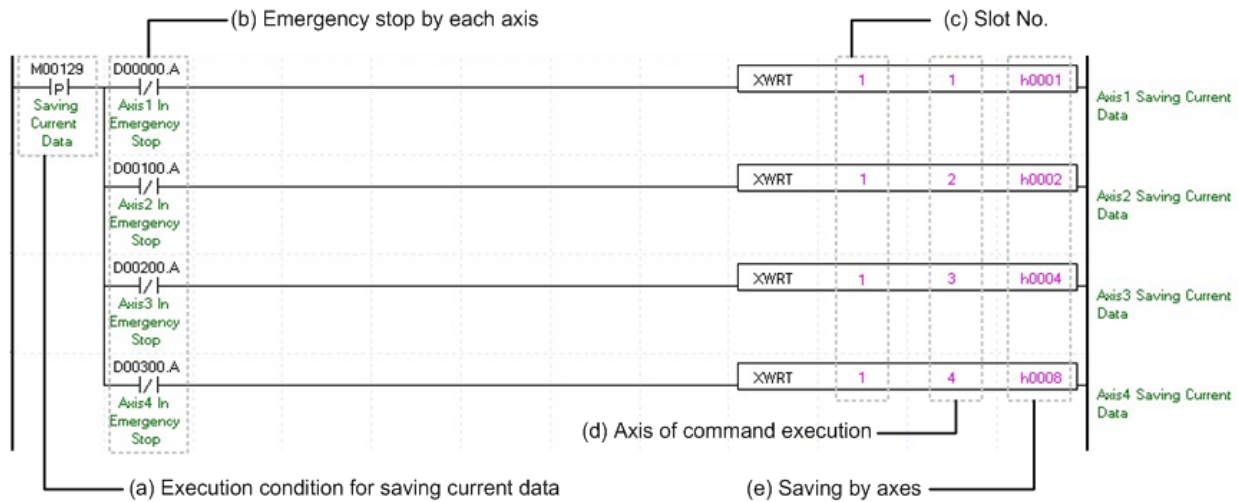 (b) Emergency stop by each axis
(c) Slot No.
M00129
D00000.A
P
XWRT 1 1 h0001
Saving
Current
Data
Axis1 In
Emergency
Stop
Axis1 Saving Current
Data
D00100.A
XWRT 1 2 h0002
Axis2 In
Emergency
Stop
Axis2 Saving Current
Data
D00200.A
XWRT 1 3 h0004
Axis3 In
Emergency
Stop
Axis3 Saving Current
Data
D00300.A
XWRT 1 4 h0008
Axis4 In
Emergency
Stop
Axis4 Saving Current
Data
(d) Axis of command execution
(a) Execution condition for saving current data
(e) Saving by axes